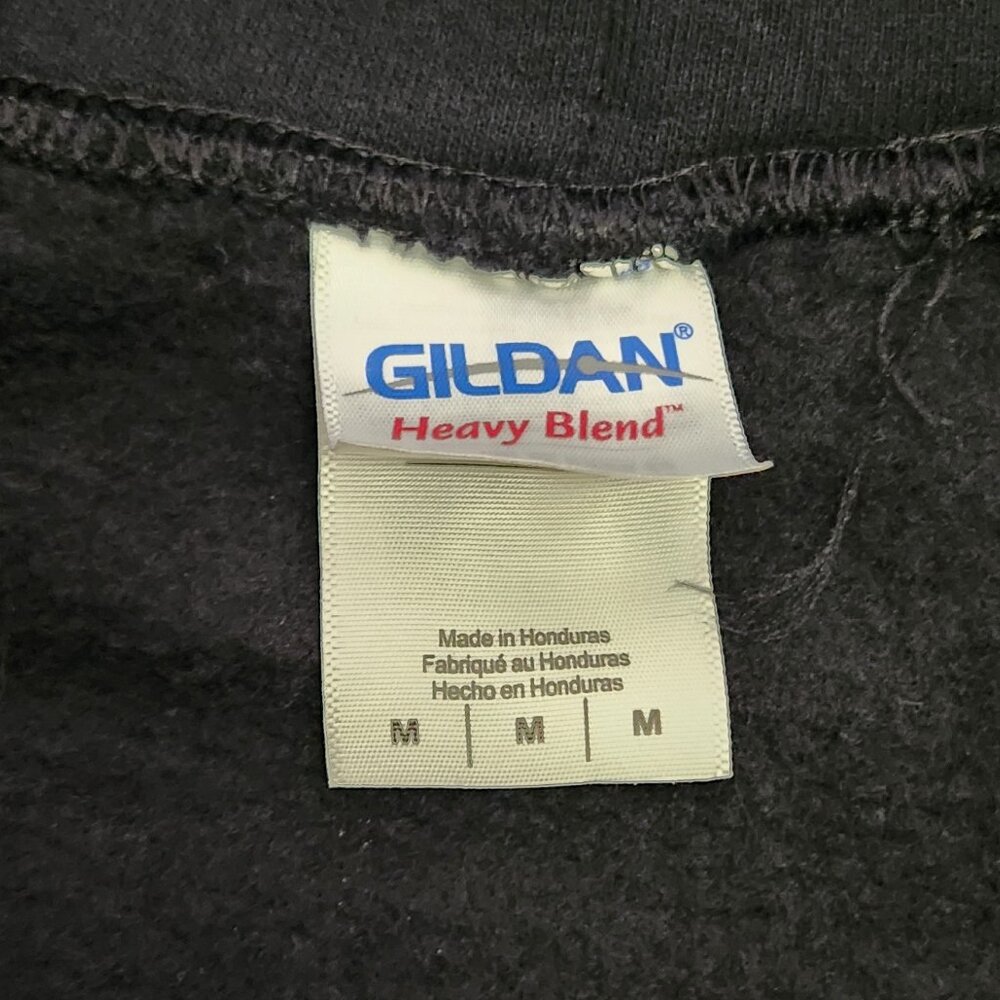 GILDAN®
Heavy Blend™
Made in Honduras
Fabriqué au Honduras
Hecho en Honduras
M | M | M